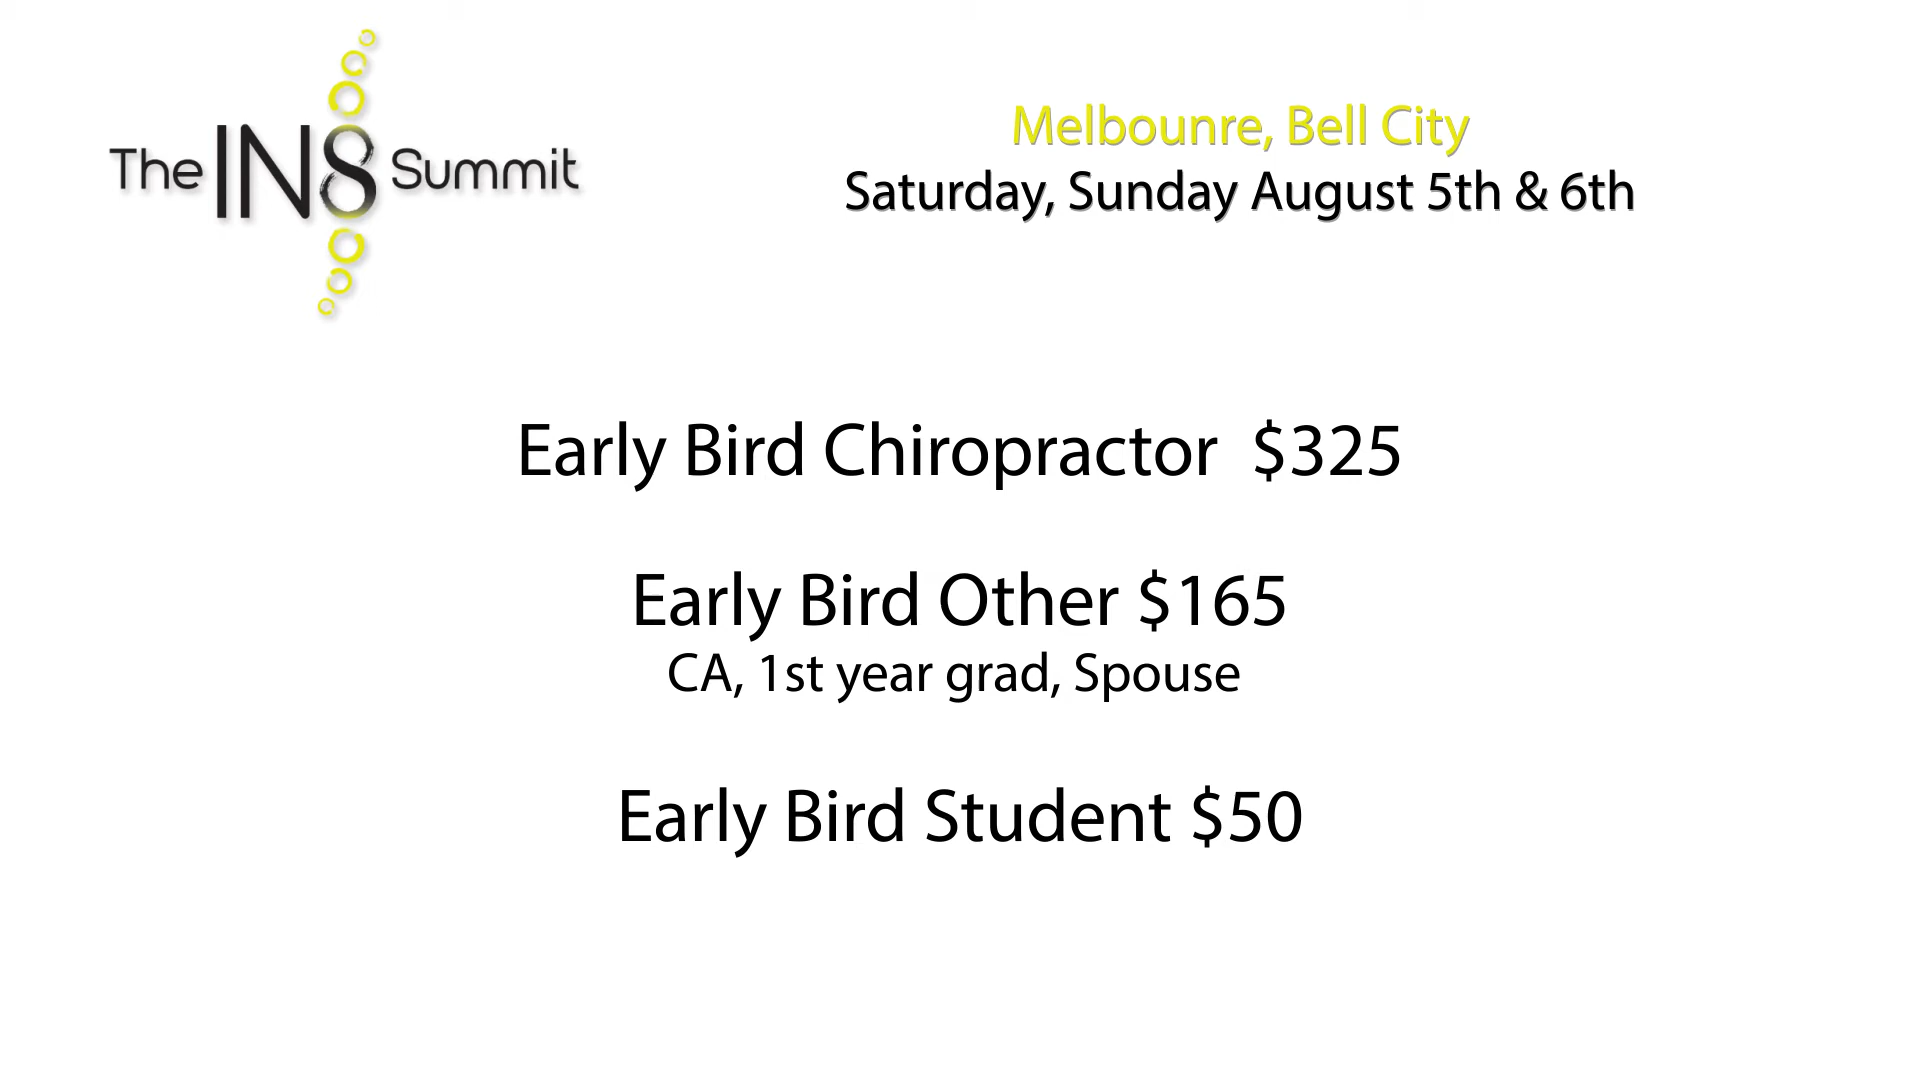 The IN8 Summit
Melbounre, Bell City
Saturday, Sunday August 5th & 6th
Early Bird Chiropractor $325
Early Bird Other $165
CA, 1st year grad, Spouse
Early Bird Student $50